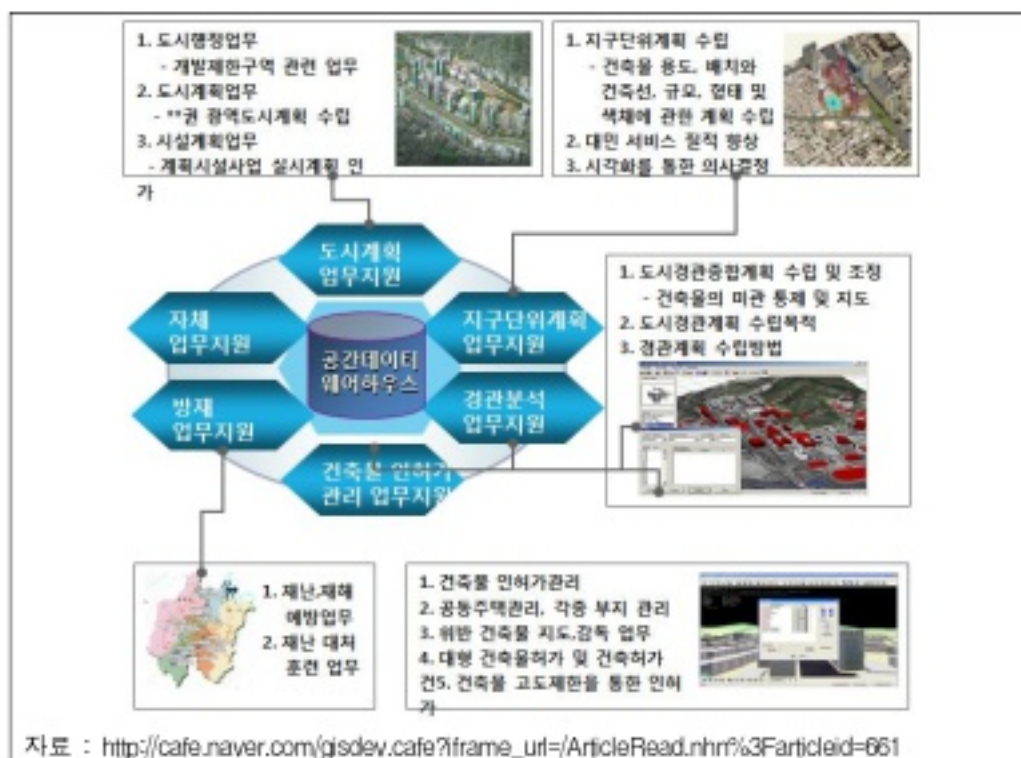 1. 도시행정업무
- 개발제한구역 관련 업무
2. 도시계획업무
- **권 광역도시계획 수립
3. 시설계획업무
- 계획시설사업 실시계획 인
가
1. 지구단위계획 수립
- 건축물 용도, 배치와
건축선, 규모, 형태 및
색채에 관한 계획 수립
2. 대민 서비스 질적 향상
3. 시각화를 통한 의사결정
도시계획
업무지원
자체
업무지원
지구단위계획
업무지원
공간데이터
웨어하우스
방재
업무지원
경관분석
업무지원
건축물 인허가
관리 업무지원
1. 도시경관종합계획 수립 및 조정
- 건축물의 미관 통제 및 지도
2. 도시경관계획 수립목적
3. 경관계획 수립방법
1. 재난,재해
예방업무
2. 재난 대처
훈련 업무
1. 건축물 인허가관리
2. 공동주택관리, 각종 부지 관리
3. 위반 건축물 지도,감독 업무
4. 대형 건축물허가 및 건축허가
건5. 건축물 고도제한을 통한 인허
가
자료 : http://cafe.naver.com/gisdev.cafe?iframe_url=/ArticleRead.nhn%3Farticleid=661